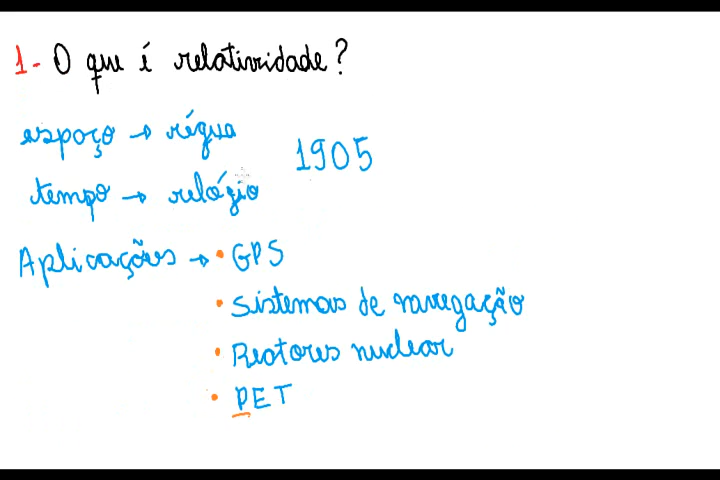 1- O que é relatividade?
espaço → régua
1905
tempo → relógio
Aplicações → • GPS
• Sistemas de navegação
• Reatores nuclear
• PET